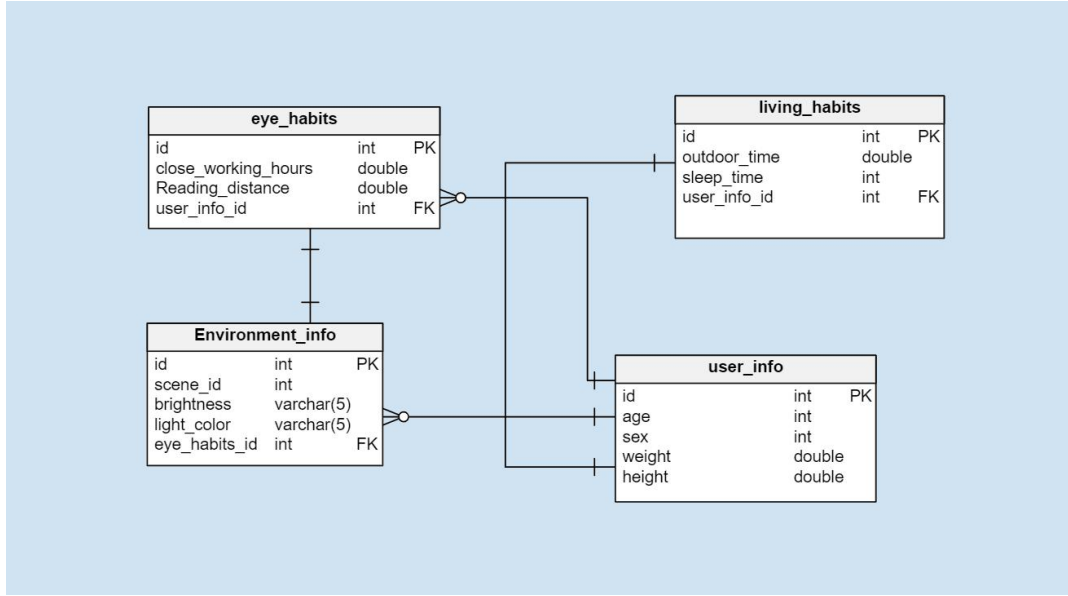 eye_habits
id int PK
close_working_hours double
Reading_distance double
user_info_id int FK
living_habits
id int PK
outdoor_time double
sleep_time int
user_info_id int FK
Environment_info
id int PK
scene_id int
brightness varchar(5)
light_color varchar(5)
eye_habits_id int FK
user_info
id int PK
age int
sex int
weight double
height double